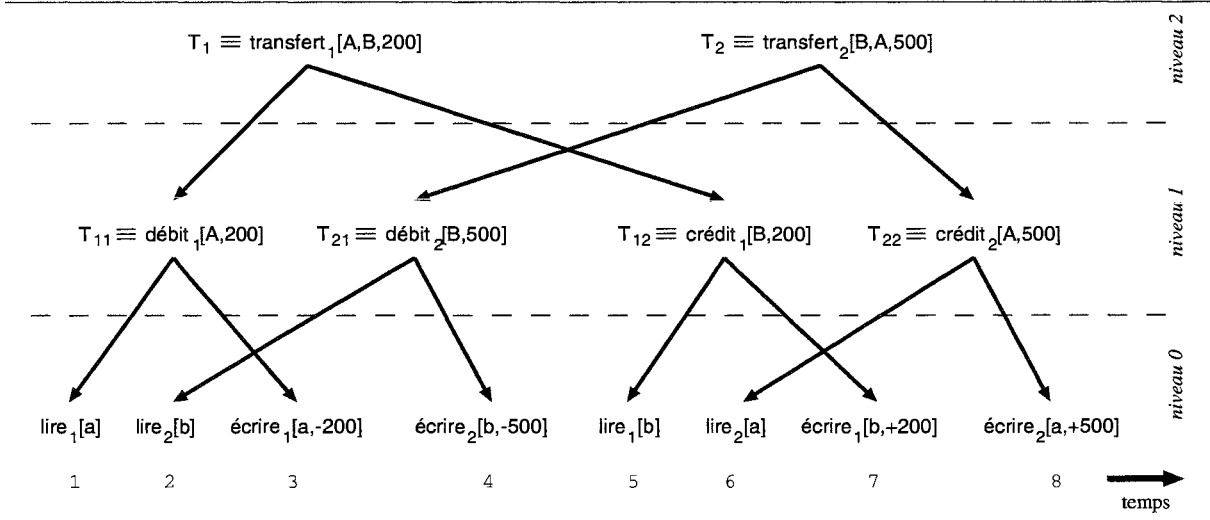 T₁ ≡ transfert₁[A,B,200] T₂ ≡ transfert₂[B,A,500]
niveau 2
T₁₁ ≡ débit₁[A,200] T₂₁ ≡ débit₂[B,500] T₁₂ ≡ crédit₁[B,200] T₂₂ ≡ crédit₂[A,500]
niveau 1
lire₁[a] lire₂[b] écrire₁[a,-200] écrire₂[b,-500] lire₁[b] lire₂[a] écrire₁[b,+200] écrire₂[a,+500]
niveau 0
1 2 3 4 5 6 7 8
temps